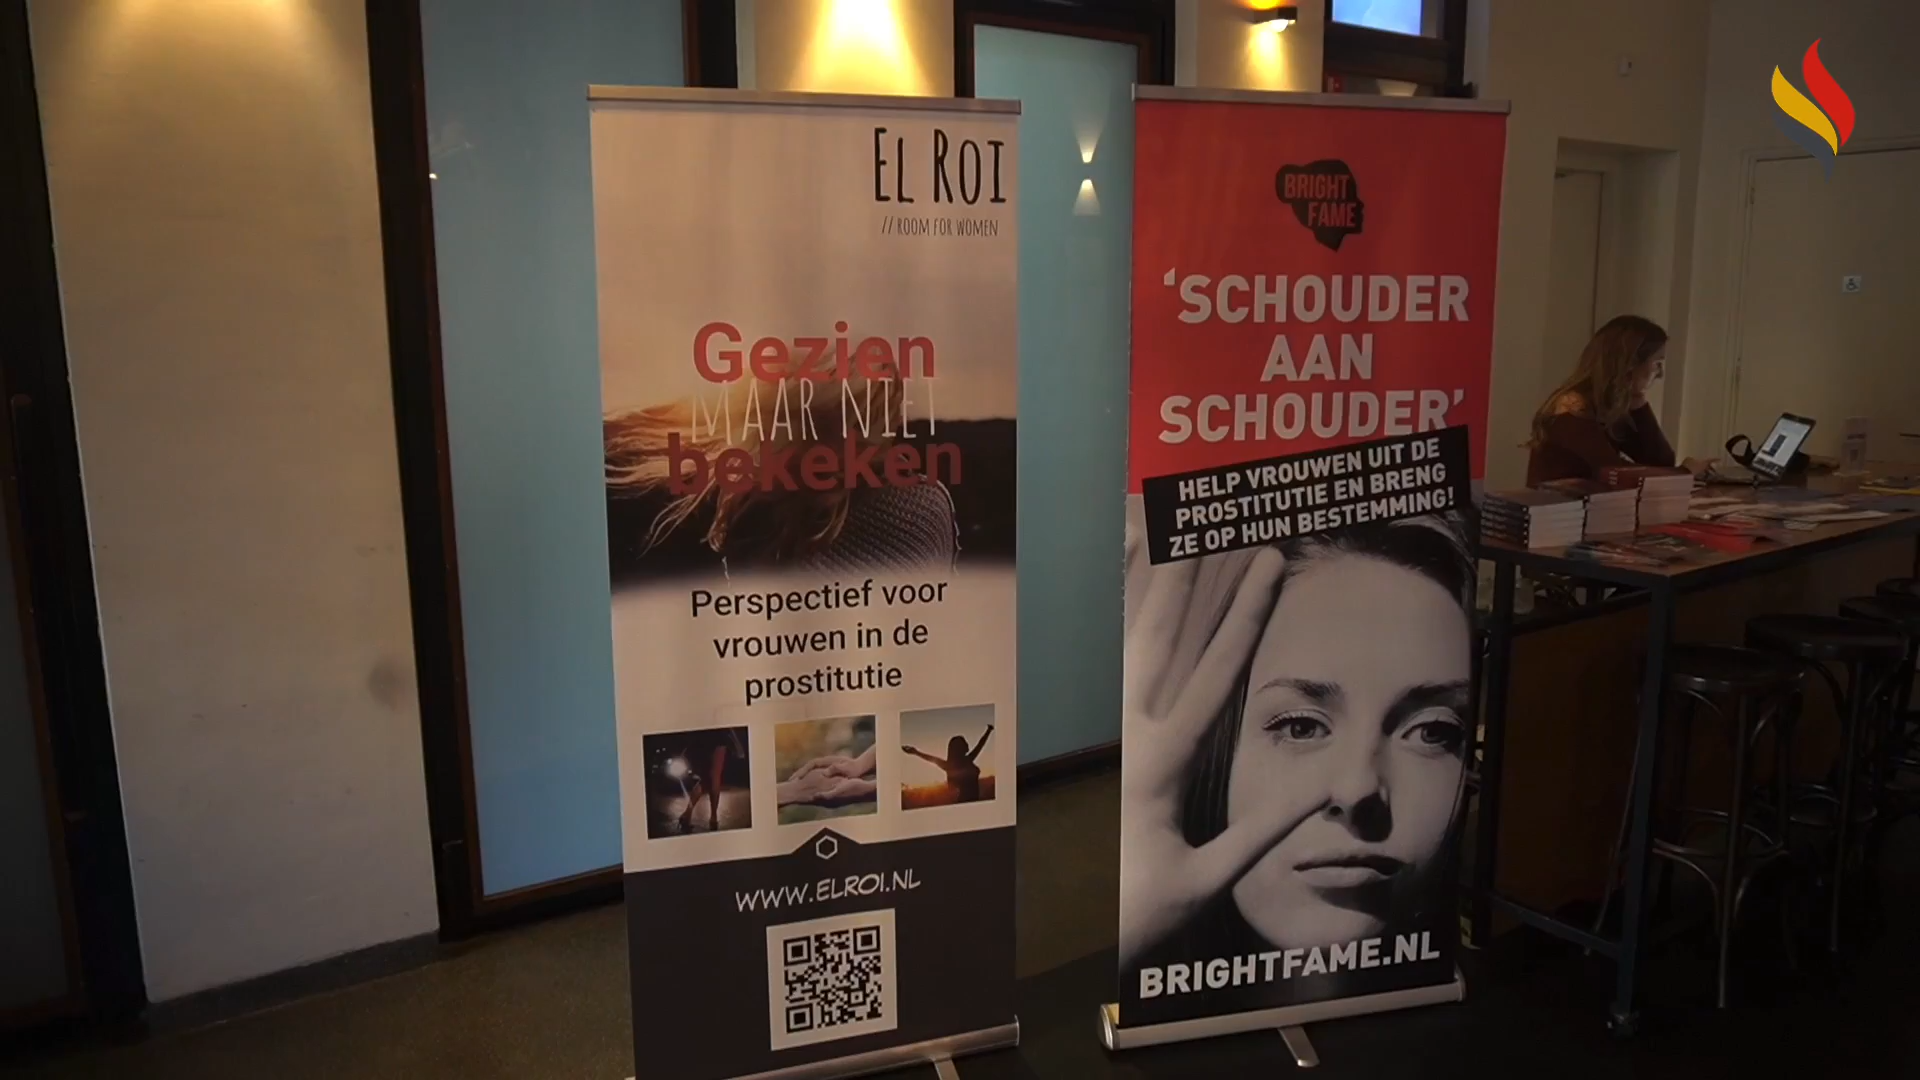 EL ROI
// ROOM FOR WOMEN
Gezien
MAAR NIET
bekeken
Perspectief voor
vrouwen in de
prostitutie
WWW.ELROI.NL
BRIGHT
FAME
‘SCHOUDER
AAN
SCHOUDER’
HELP VROUWEN UIT DE
PROSTITUTIE EN BRENG
ZE OP HUN BESTEMMING!
BRIGHTFAME.NL